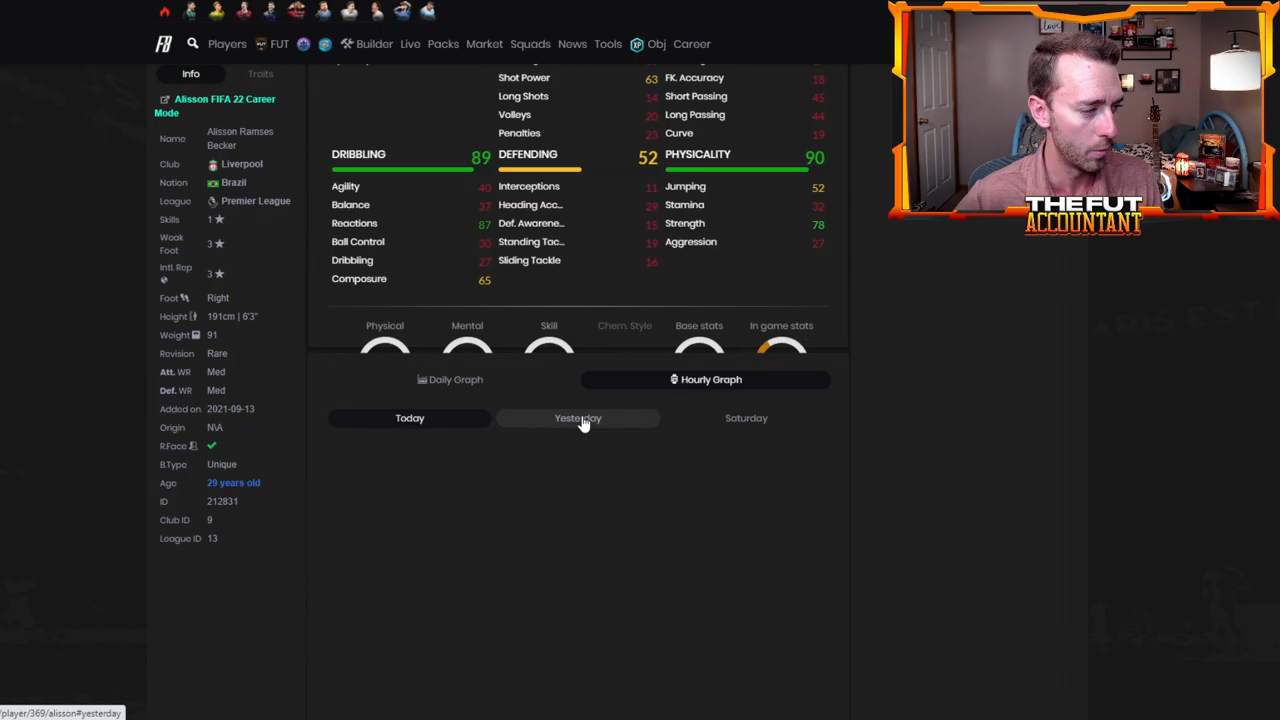 FB Players FUT Builder Live Packs Market Squads News Tools XP Obj Career
Info Traits
Alisson FIFA 22 Career Mode
Name Alisson Ramses Becker
Club Liverpool
Nation Brazil
League Premier League
Skills 1★
Weak Foot 3★
Intl. Rep 3★
Foot Right
Height 191cm | 6'3"
Weight 91
Revision Rare
Att. WR Med
Def. WR Med
Added on 2021-09-13
Origin N\A
R.Face
B.Type Unique
Age 29 years old
ID 212831
Club ID 9
League ID 13
Shot Power 63 FK. Accuracy 18
Long Shots 14 Short Passing 45
Volleys 20 Long Passing 44
Penalties 23 Curve 19
DRIBBLING 89 DEFENDING 52 PHYSICALITY 90
Agility 40 Interceptions 11 Jumping 52
Balance 37 Heading Acc... 29 Stamina 32
Reactions 87 Def. Awarene... 15 Strength 78
Ball Control 30 Standing Tac... 19 Aggression 27
Dribbling 27 Sliding Tackle 16
Composure 65
Physical Mental Skill Chem. Style Base stats In game stats
Daily Graph Hourly Graph
Today Yesterday Saturday
THE FUT
ACCOUNTANT
/player/369/alisson#yesterday